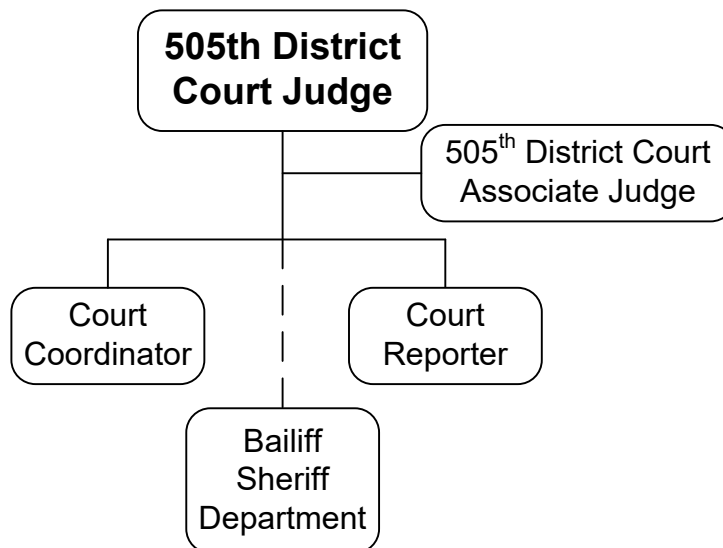 505th District
Court Judge
505th District Court
Associate Judge
Court
Coordinator
Court
Reporter
Bailiff
Sheriff
Department